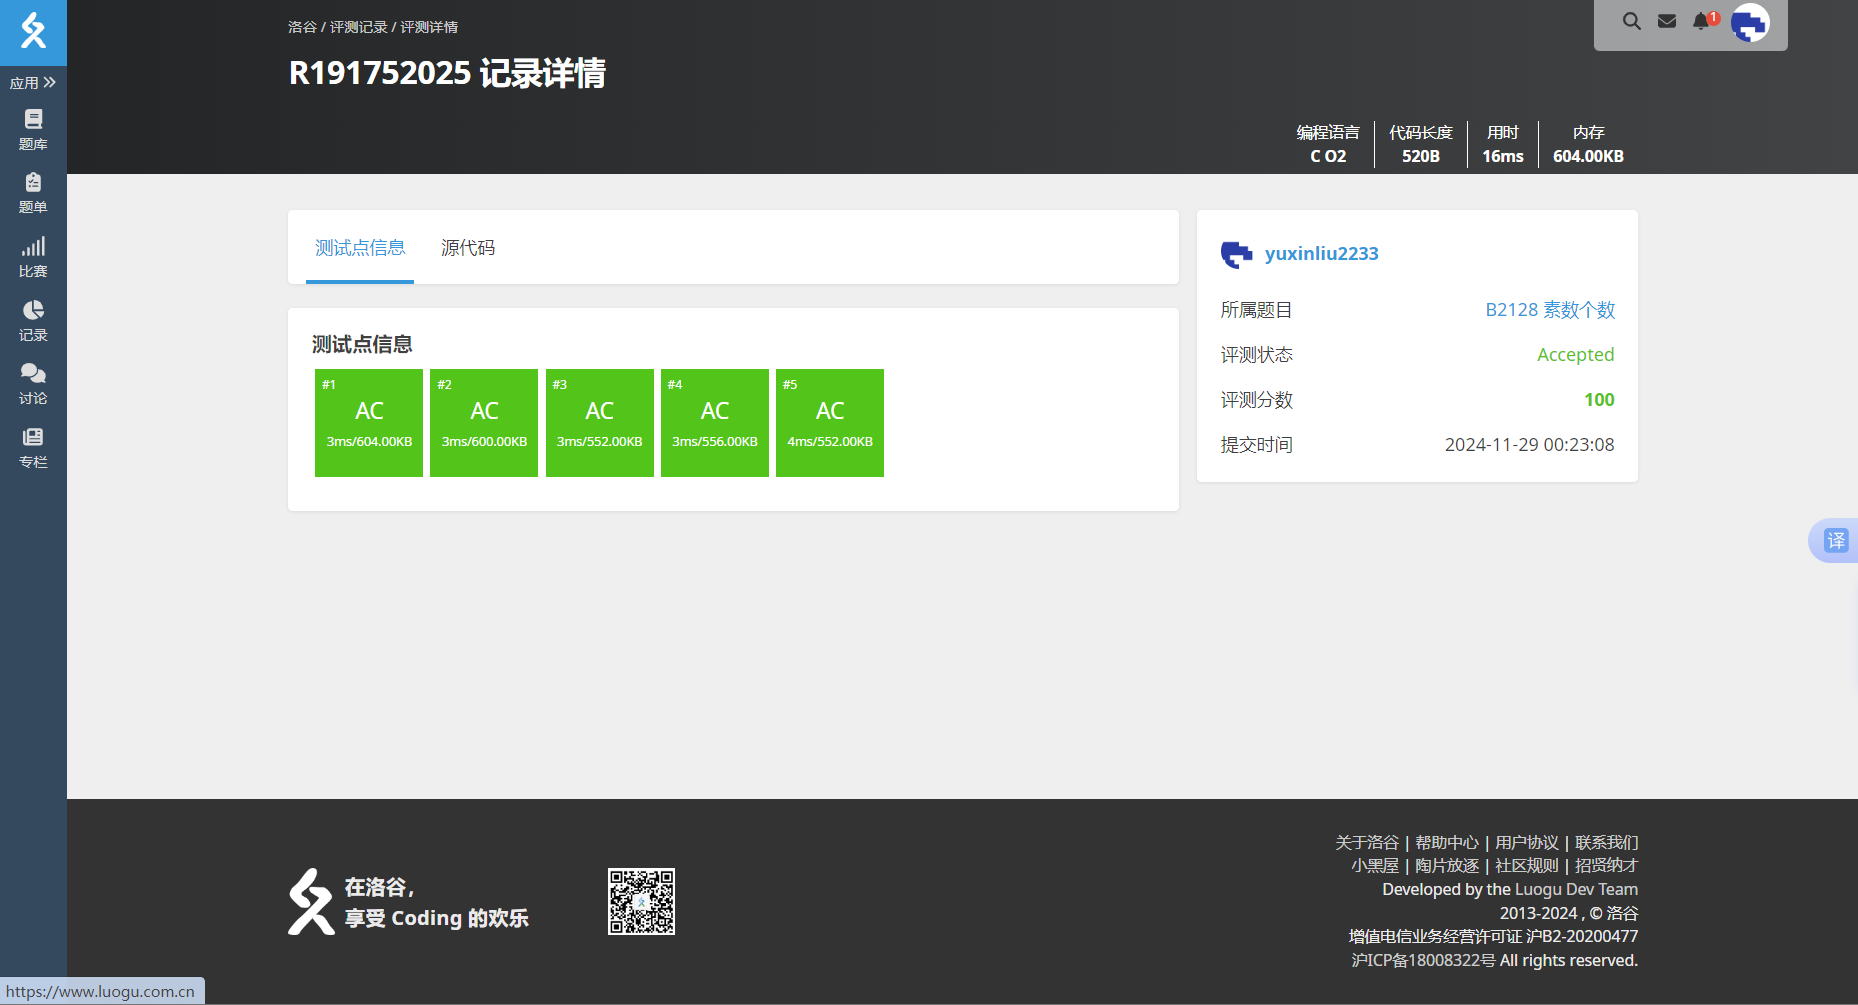 洛谷 / 评测记录 / 评测详情
R191752025 记录详情
1
编程语言
C O2
代码长度
520B
用时
16ms
内存
604.00KB
应用
题库
题单
比赛
记录
讨论
专栏
测试点信息
源代码
测试点信息
#1
AC
3ms/604.00KB
#2
AC
3ms/600.00KB
#3
AC
3ms/552.00KB
#4
AC
3ms/556.00KB
#5
AC
4ms/552.00KB
yuxinliu2233
所属题目 B2128 素数个数
评测状态 Accepted
评测分数 100
提交时间 2024-11-29 00:23:08
译
在洛谷，
享受 Coding 的欢乐
关于洛谷 | 帮助中心 | 用户协议 | 联系我们
小黑屋 | 陶片放逐 | 社区规则 | 招贤纳才
Developed by the Luogu Dev Team
2013-2024 , © 洛谷
增值电信业务经营许可证 沪B2-20200477
沪ICP备18008322号 All rights reserved.
https://www.luogu.com.cn